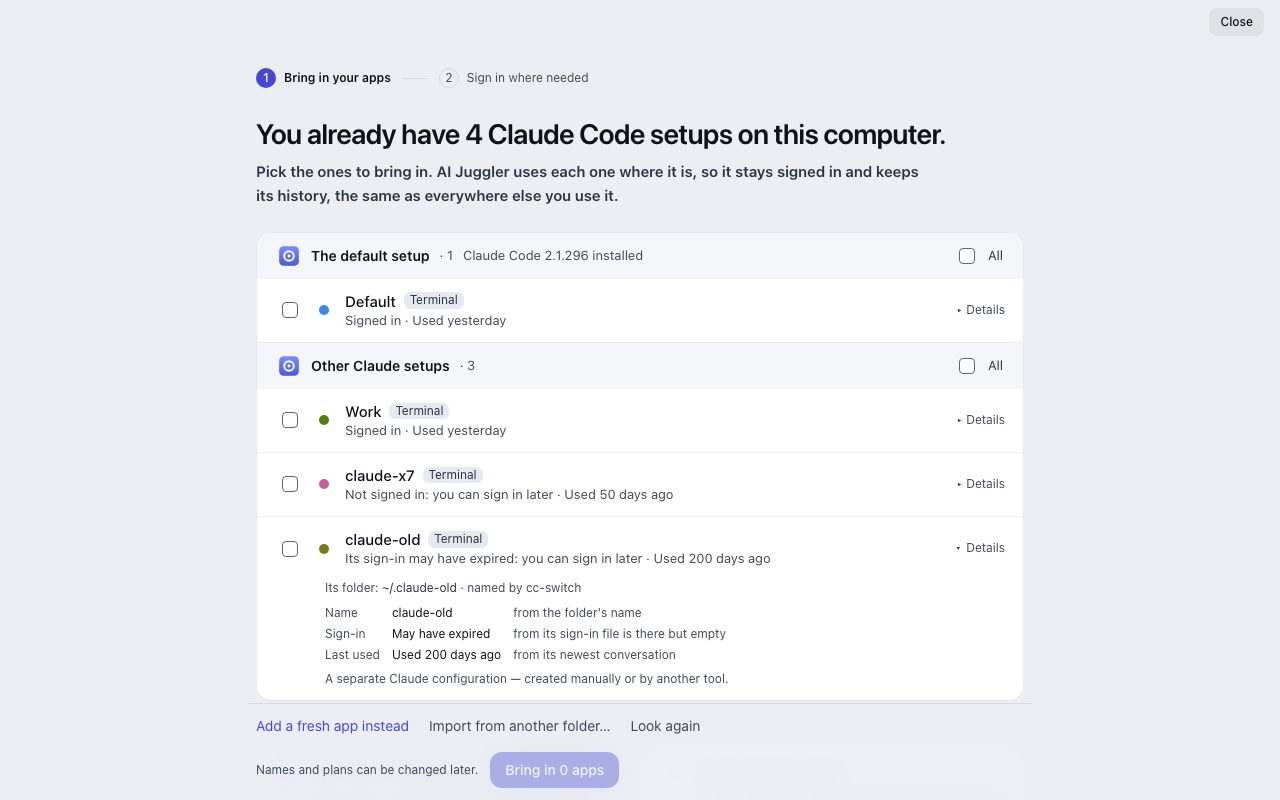 Close
1 Bring in your apps 2 Sign in where needed
You already have 4 Claude Code setups on this computer.
Pick the ones to bring in. AI Juggler uses each one where it is, so it stays signed in and keeps
its history, the same as everywhere else you use it.
The default setup · 1 Claude Code 2.1.296 installed All
Default Terminal
Signed in · Used yesterday
▸ Details
Other Claude setups · 3 All
Work Terminal
Signed in · Used yesterday
▸ Details
claude-x7 Terminal
Not signed in: you can sign in later · Used 50 days ago
▸ Details
claude-old Terminal
Its sign-in may have expired: you can sign in later · Used 200 days ago
▾ Details
Its folder: ~/.claude-old · named by cc-switch
Name claude-old from the folder's name
Sign-in May have expired from its sign-in file is there but empty
Last used Used 200 days ago from its newest conversation
A separate Claude configuration — created manually or by another tool.
Add a fresh app instead Import from another folder... Look again
Names and plans can be changed later. Bring in 0 apps